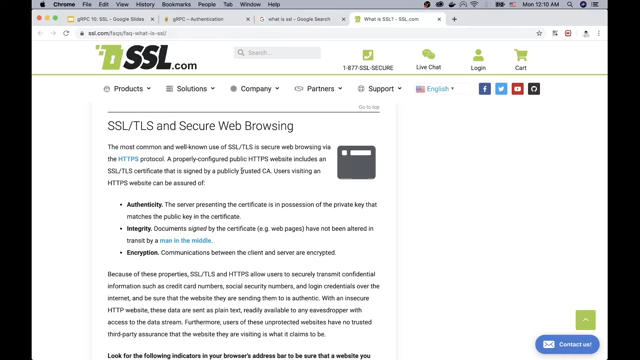 Chrome File Edit View History Bookmarks People Tab Window Help
Mon 12:10 AM
gRPC 10: SSL - Google Slides
gRPC – Authentication
what is ssl - Google Search
What is SSL? - SSL.com
ssl.com/faqs/faq-what-is-ssl/
SSL.com
Search...
1-877-SSL-SECURE
Live Chat
Login
Cart
Products
Solutions
Company
Partners
Support
English
Go to top
SSL/TLS and Secure Web Browsing
The most common and well-known use of SSL/TLS is secure web browsing via
the HTTPS protocol. A properly-configured public HTTPS website includes an
SSL/TLS certificate that is signed by a publicly trusted CA. Users visiting an
HTTPS website can be assured of:
• Authenticity. The server presenting the certificate is in possession of the private key that
matches the public key in the certificate.
• Integrity. Documents signed by the certificate (e.g. web pages) have not been altered in
transit by a man in the middle.
• Encryption. Communications between the client and server are encrypted.
Because of these properties, SSL/TLS and HTTPS allow users to securely transmit confidential
information such as credit card numbers, social security numbers, and login credentials over the
internet, and be sure that the website they are sending them to is authentic. With an insecure
HTTP website, these data are sent as plain text, readily available to any eavesdropper with
access to the data stream. Furthermore, users of these unprotected websites have no trusted
third-party assurance that the website they are visiting is what it claims to be.
Look for the following indicators in your browser's address bar to be sure that a website you
Contact us!